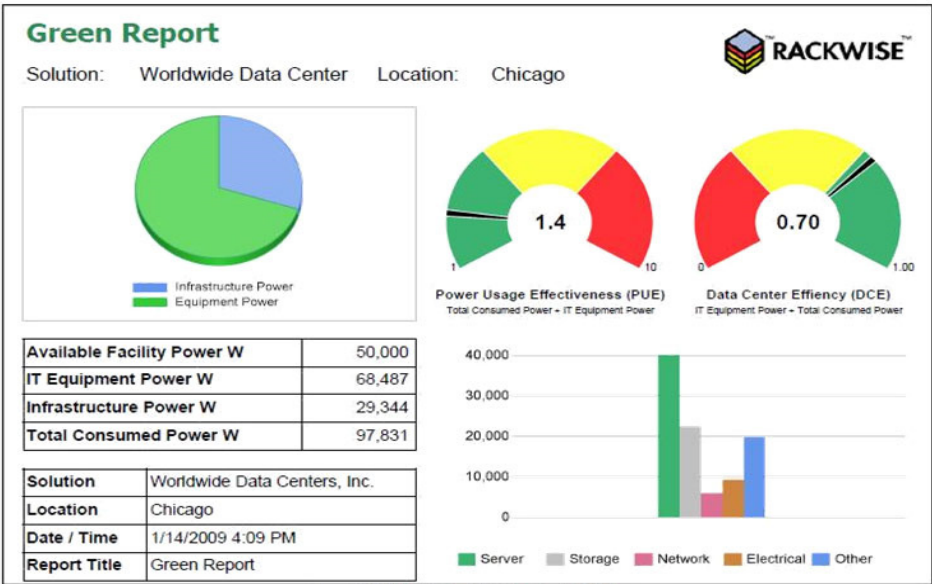 Green Report
RACKWISE™
Solution: Worldwide Data Center Location: Chicago
Infrastructure Power
Equipment Power
1.4
1
10
Power Usage Effectiveness (PUE)
Total Consumed Power ÷ IT Equipment Power
0.70
0
1.00
Data Center Effiency (DCE)
IT Equipment Power ÷ Total Consumed Power
Available Facility Power W 50,000
IT Equipment Power W 68,487
Infrastructure Power W 29,344
Total Consumed Power W 97,831
Solution Worldwide Data Centers, Inc.
Location Chicago
Date / Time 1/14/2009 4:09 PM
Report Title Green Report
40,000
30,000
20,000
10,000
0
Server Storage Network Electrical Other